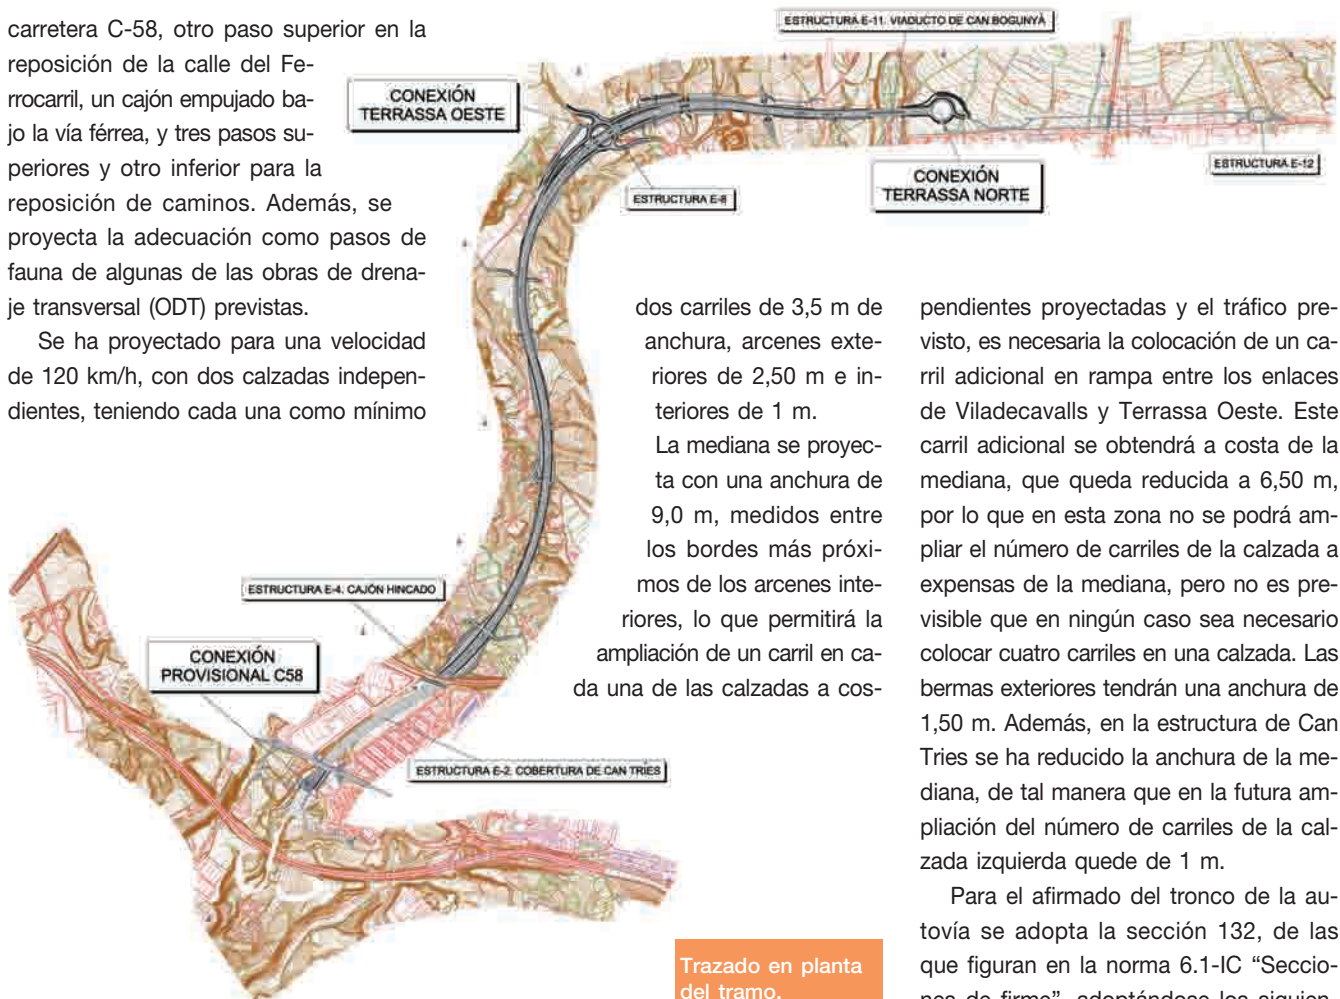 carretera C-58, otro paso superior en la
reposición de la calle del Fe-
rrocarril, un cajón empujado ba-
jo la vía férrea, y tres pasos su-
periores y otro inferior para la
reposición de caminos. Además, se
proyecta la adecuación como pasos de
fauna de algunas de las obras de drena-
je transversal (ODT) previstas.
Se ha proyectado para una velocidad
de 120 km/h, con dos calzadas indepen-
dientes, teniendo cada una como mínimo
ESTRUCTURA E-11. VIADUCTO DE CAN BOGUNYÀ
CONEXIÓN
TERRASSA OESTE
ESTRUCTURA E-8
CONEXIÓN
TERRASSA NORTE
ESTRUCTURA E-12
ESTRUCTURA E-4. CAJÓN HINCADO
CONEXIÓN
PROVISIONAL C58
ESTRUCTURA E-2. COBERTURA DE CAN TRÍES
dos carriles de 3,5 m de
anchura, arcenes exte-
riores de 2,50 m e in-
teriores de 1 m.
La mediana se proyec-
ta con una anchura de
9,0 m, medidos entre
los bordes más próxi-
mos de los arcenes inte-
riores, lo que permitirá la
ampliación de un carril en ca-
da una de las calzadas a cos-
Trazado en planta
del tramo.
pendientes proyectadas y el tráfico pre-
visto, es necesaria la colocación de un ca-
rril adicional en rampa entre los enlaces
de Viladecavalls y Terrassa Oeste. Este
carril adicional se obtendrá a costa de la
mediana, que queda reducida a 6,50 m,
por lo que en esta zona no se podrá am-
pliar el número de carriles de la calzada a
expensas de la mediana, pero no es pre-
visible que en ningún caso sea necesario
colocar cuatro carriles en una calzada. Las
bermas exteriores tendrán una anchura de
1,50 m. Además, en la estructura de Can
Tries se ha reducido la anchura de la me-
diana, de tal manera que en la futura am-
pliación del número de carriles de la cal-
zada izquierda quede de 1 m.
Para el afirmado del tronco de la au-
tovía se adopta la sección 132, de las
que figuran en la norma 6.1-IC “Seccio-
nes de firme”, adoptándose los siguien-